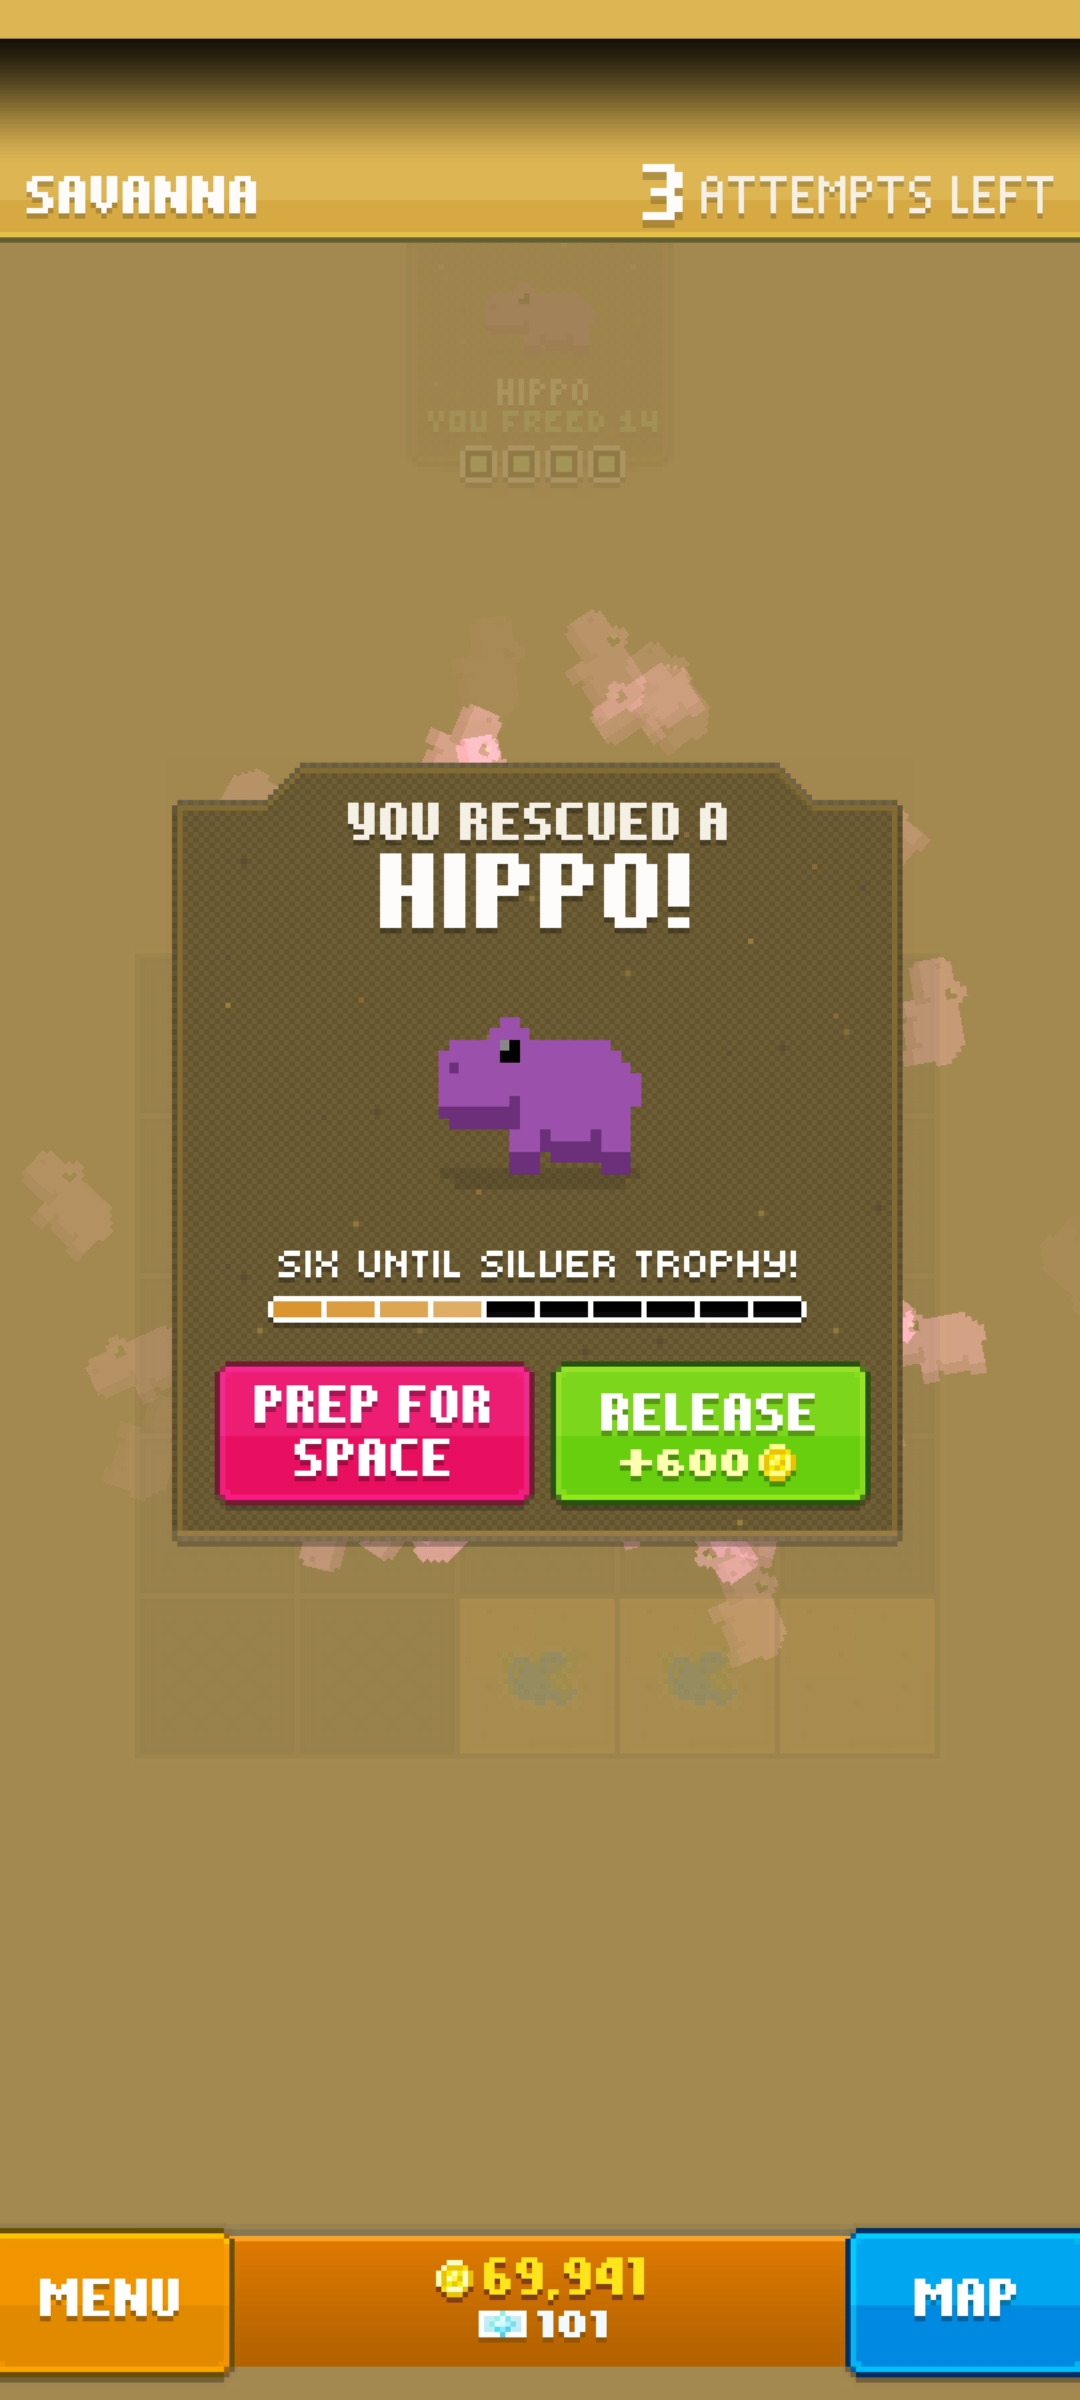 SAVANNA
3 ATTEMPTS LEFT
HIPPO
YOU FREED 14
YOU RESCUED A
HIPPO!
SIX UNTIL SILVER TROPHY!
PREP FOR
SPACE
RELEASE
+600
MENU
69,941
101
MAP